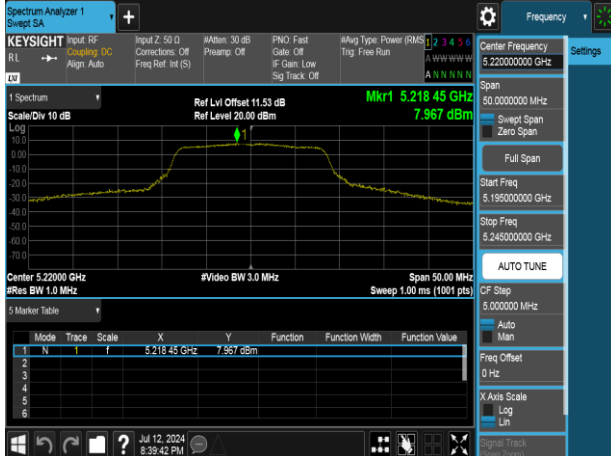 Spectrum Analyzer 1
Swept SA
+
Frequency
KEYSIGHT
RL
LXI
Input: RF
Coupling: DC
Align: Auto
Input Z: 50 Ω
Corrections: Off
Freq Ref: Int (S)
#Atten: 30 dB
Preamp: Off
PNO: Fast
Gate: Off
IF Gain: Low
Sig Track: Off
#Avg Type: Power (RMS
Trig: Free Run
1 2 3 4 5 6
A W W W W W
A N N N N N
1 Spectrum
Scale/Div 10 dB
Log
Ref Lvl Offset 11.53 dB
Ref Level 20.00 dBm
Mkr1 5.218 45 GHz
7.967 dBm
1
10.0
0.00
-10.0
-20.0
-30.0
-40.0
-50.0
-60.0
-70.0
Center 5.22000 GHz
#Res BW 1.0 MHz
#Video BW 3.0 MHz
Span 50.00 MHz
Sweep 1.00 ms (1001 pts)
5 Marker Table
Mode Trace Scale X Y Function Function Width Function Value
1 N 1 f 5.218 45 GHz 7.967 dBm
2
3
4
5
6
?
Jul 12, 2024
8:39:42 PM
Center Frequency
5.220000000 GHz
Settings
Span
50.0000000 MHz
Swept Span
Zero Span
Full Span
Start Freq
5.195000000 GHz
Stop Freq
5.245000000 GHz
AUTO TUNE
CF Step
5.000000 MHz
Auto
Man
Freq Offset
0 Hz
X Axis Scale
Log
Lin
Signal Track
(Span Zoom)